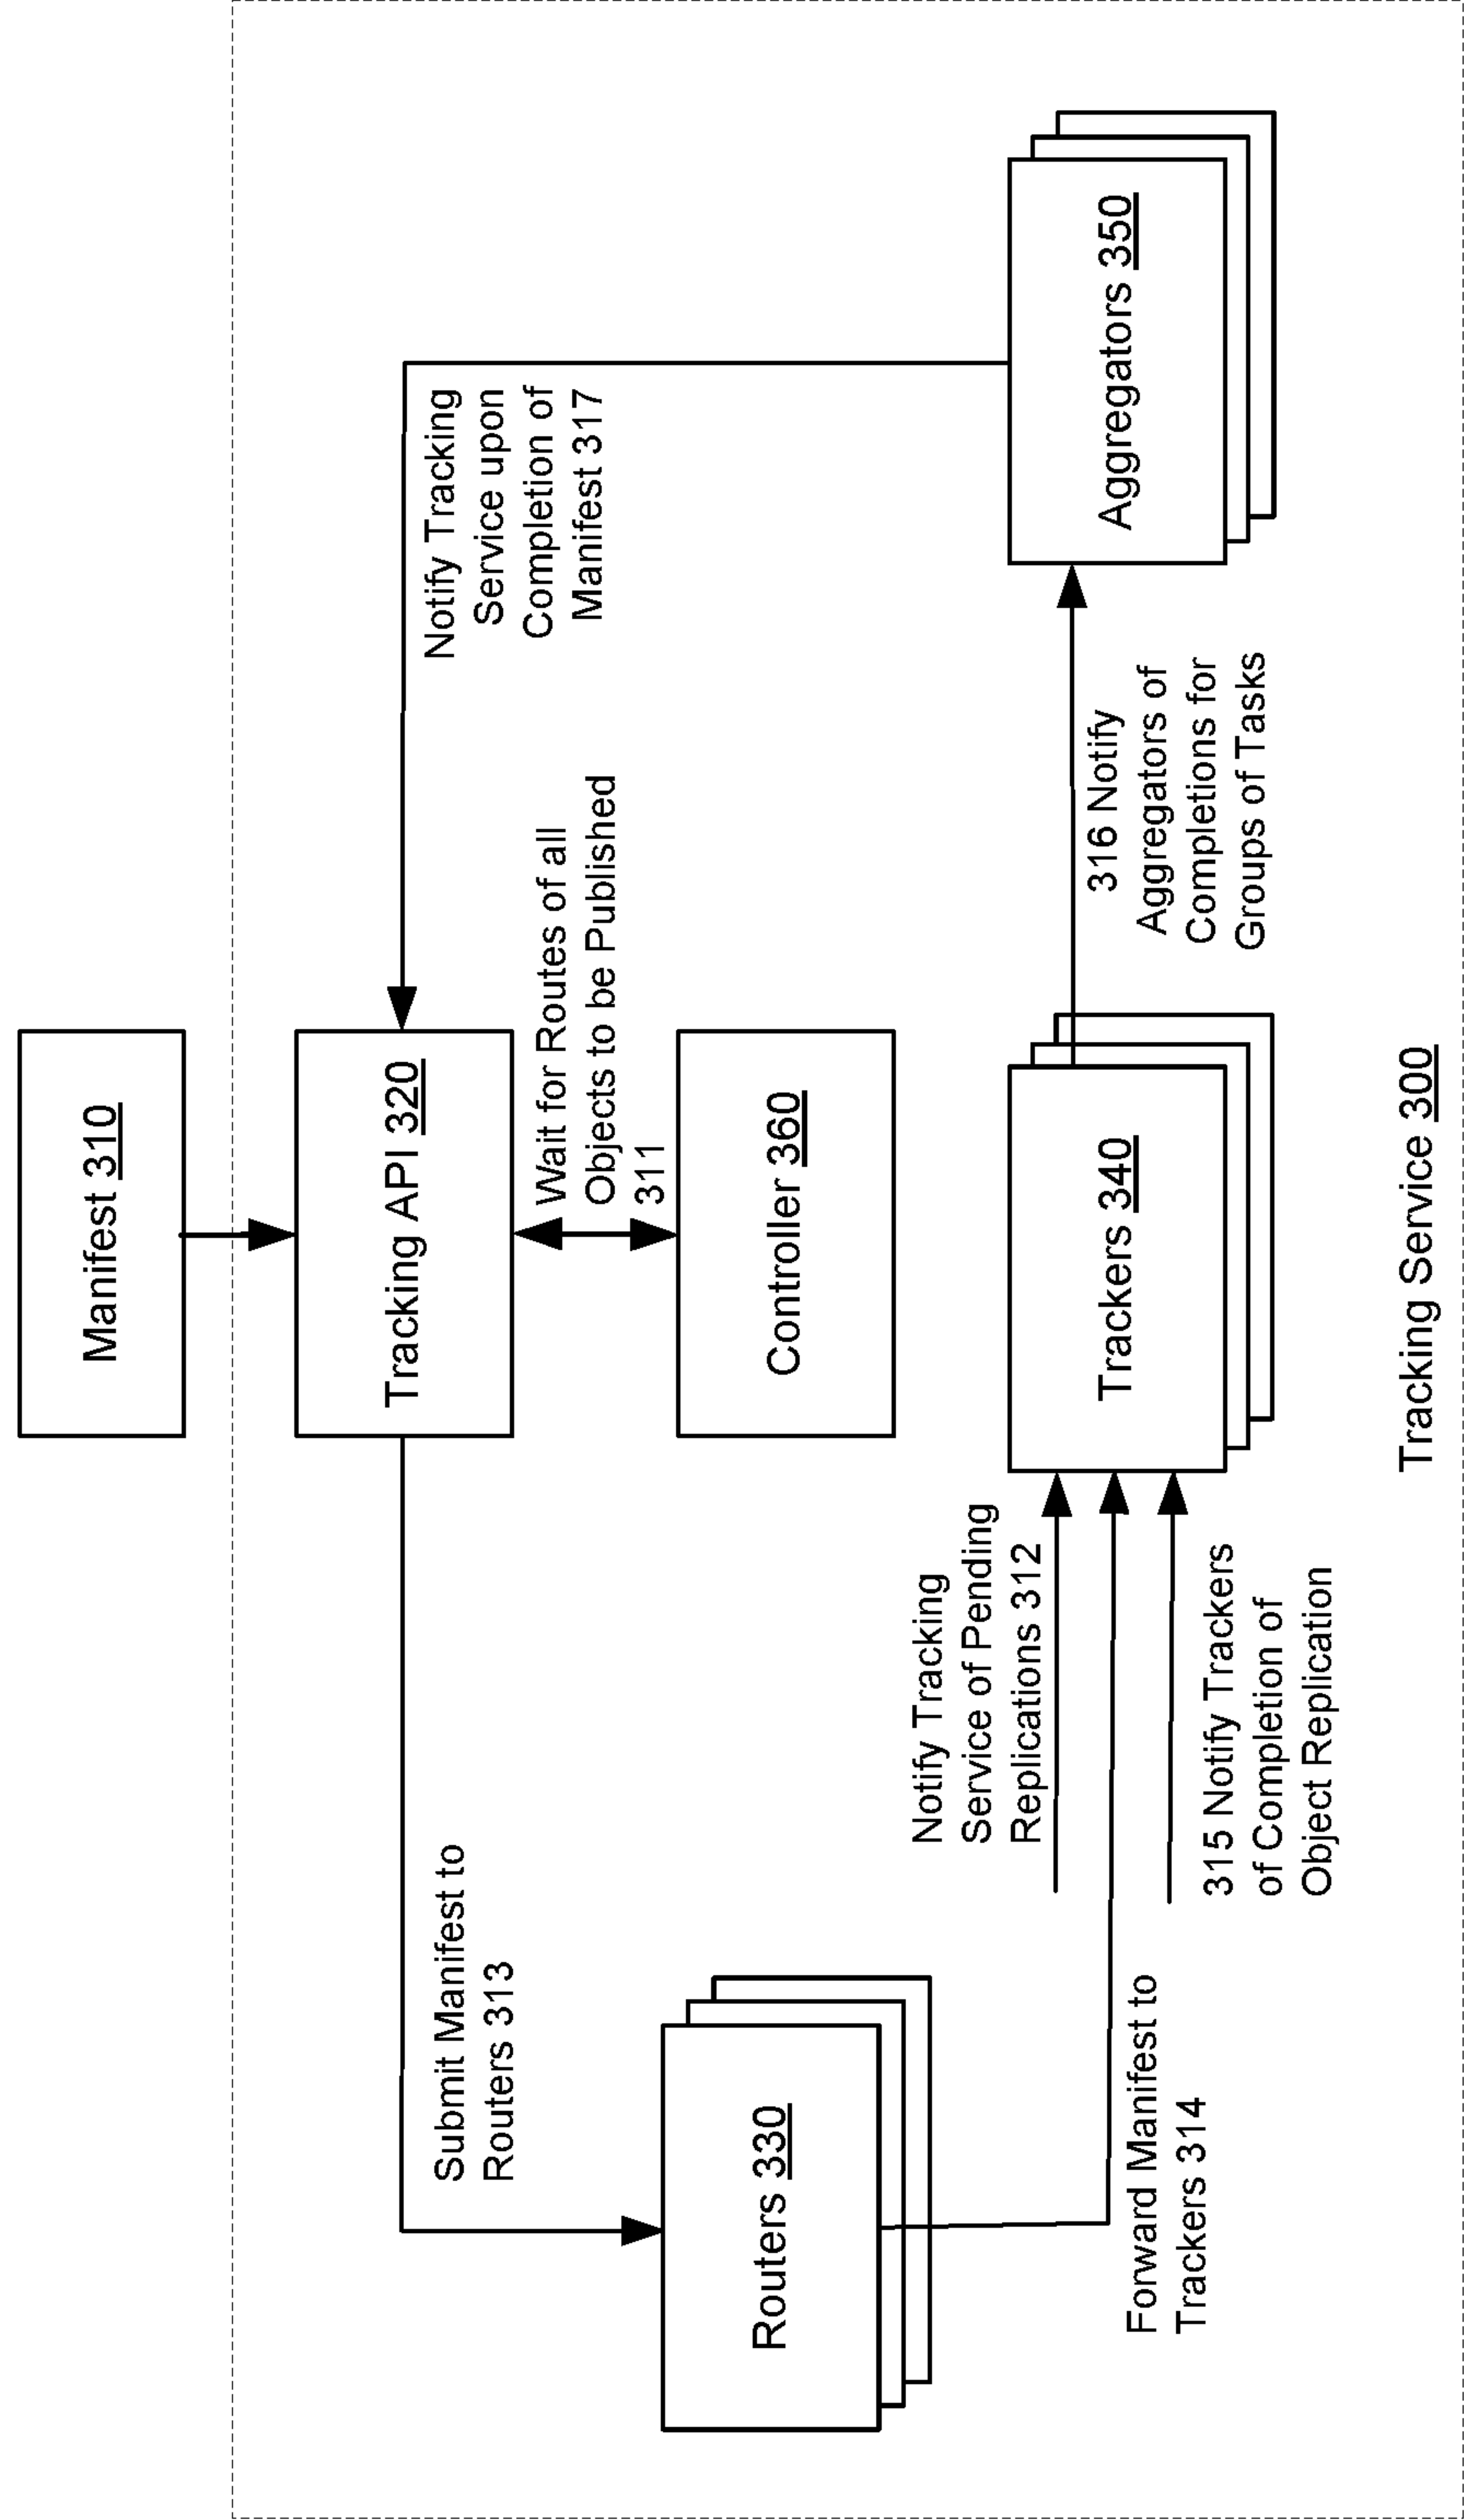 Manifest 310
Tracking API 320
Submit Manifest to
Routers 313
Notify Tracking
Service upon
Completion of
Manifest 317
Wait for Routes of all
Objects to be Published
311
Routers 330
Controller 360
Notify Tracking
Service of Pending
Replications 312
Forward Manifest to
Trackers 314
315 Notify Trackers
of Completion of
Object Replication
Trackers 340
316 Notify
Aggregators of
Completions for
Groups of Tasks
Aggregators 350
Tracking Service 300